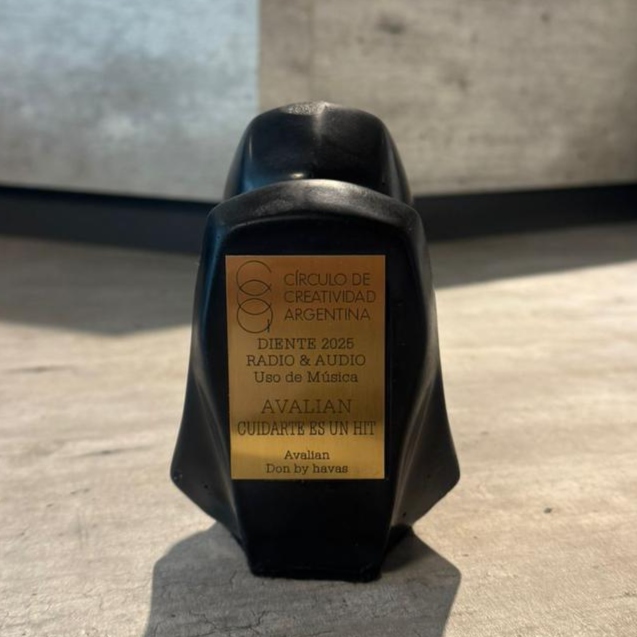 CÍRCULO DE
CREATIVIDAD
ARGENTINA
DIENTE 2025
RADIO & AUDIO
Uso de Música
AVALIAN
CUIDARTE ES UN HIT
Avalian
Don by havas